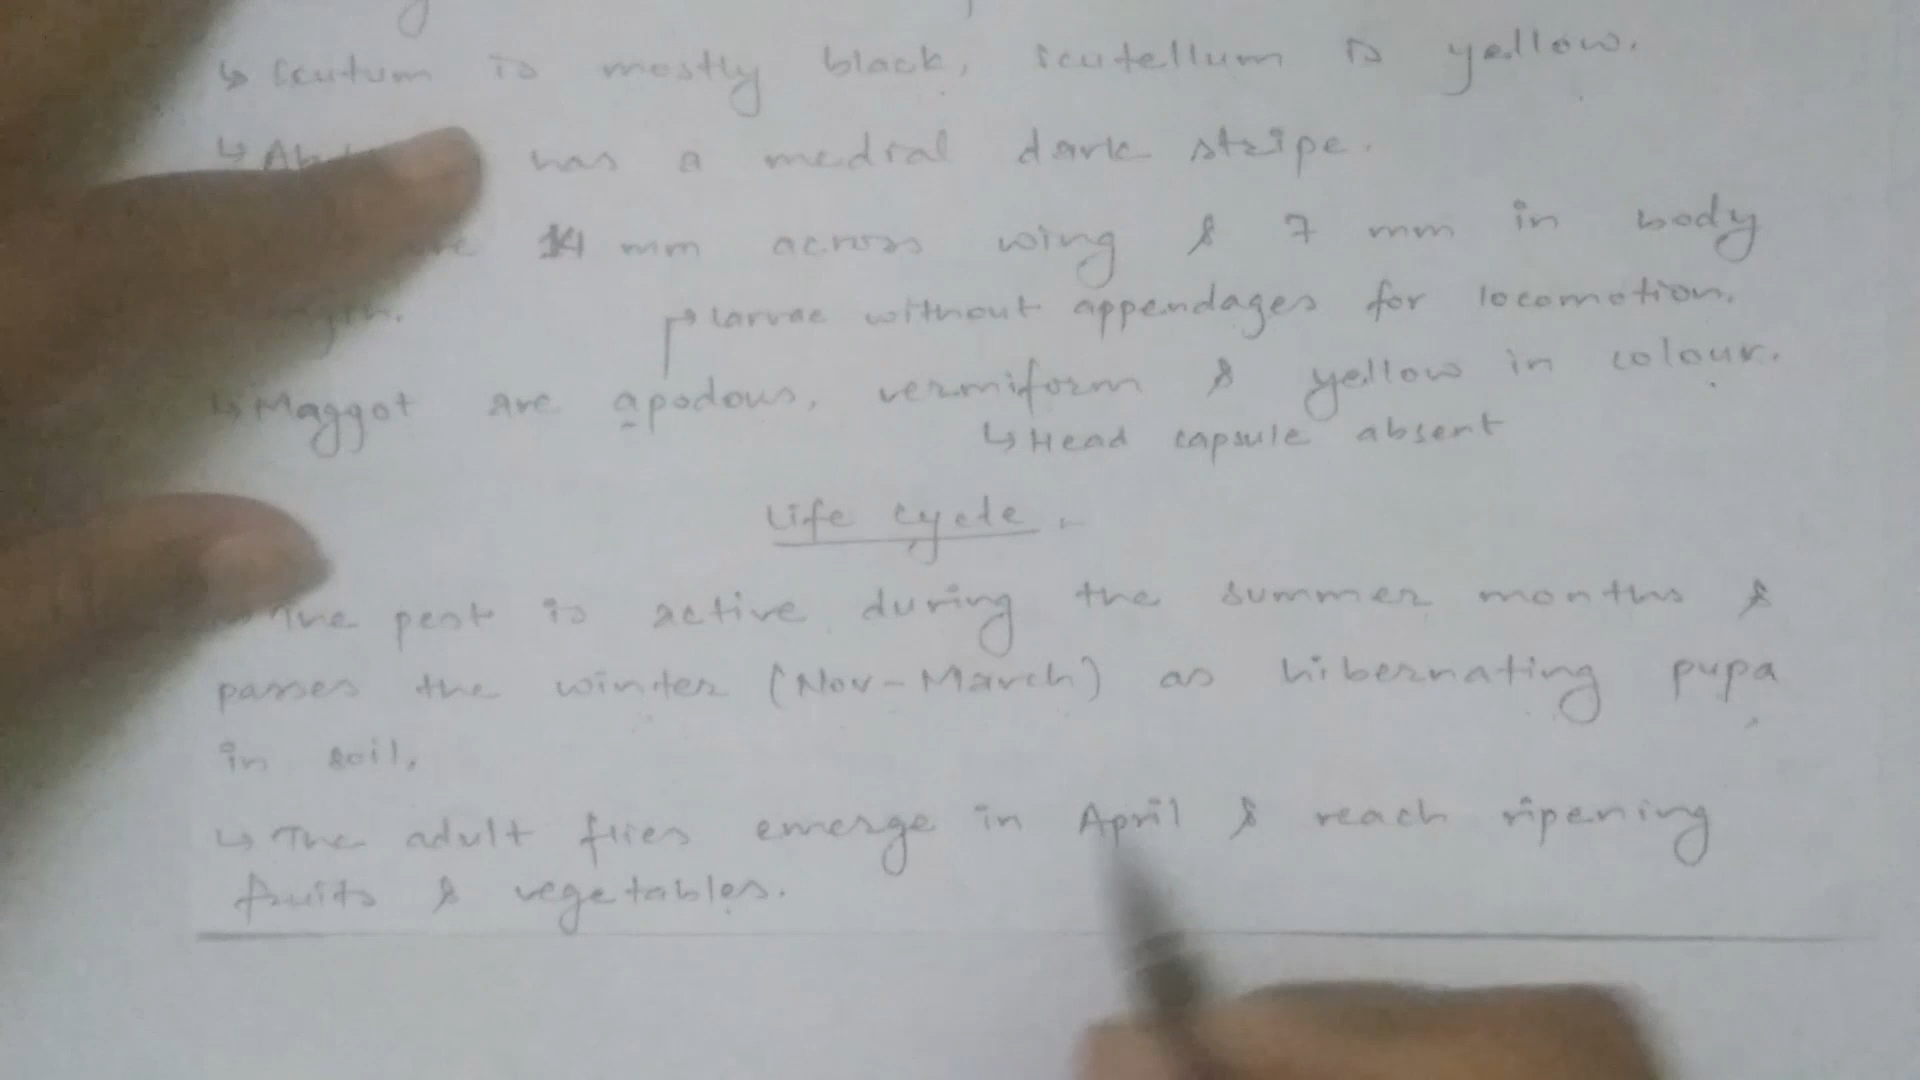 ↳ Scutum is mostly black, scutellum is yellow.
↳ has a medial dark stripe.
14 mm across wing & 7 mm in body
↱ larvae without appendages for locomotion.
↳ Maggot are apodous, vermiform & yellow in colour.
↳ Head capsule absent
Life cycle -
The pest is active during the summer months &
passes the winter (Nov-March) as hibernating pupa
in soil,
↳ The adult flies emerge in April & reach ripening
fruits & vegetables.